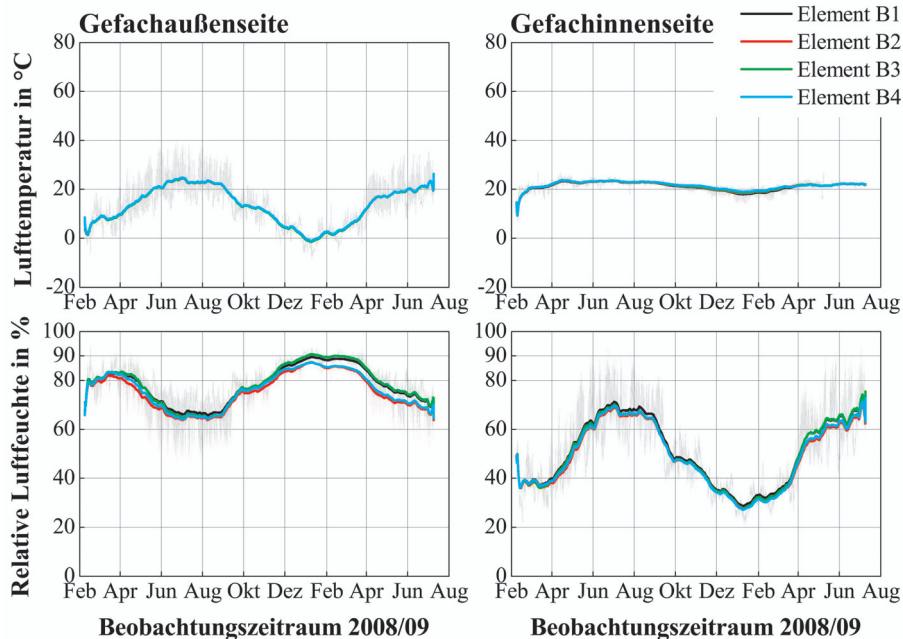 Gefachaußenseite
Gefachinnenseite
Element B1
Element B2
Element B3
Element B4
Lufttemperatur in °C
80
60
40
20
0
-20
Feb Apr Jun Aug Okt Dez Feb Apr Jun Aug
80
60
40
20
0
-20
Feb Apr Jun Aug Okt Dez Feb Apr Jun Aug
Relative Luftfeuchte in %
100
90
80
60
40
20
0
Feb Apr Jun Aug Okt Dez Feb Apr Jun Aug
Beobachtungszeitraum 2008/09
100
90
80
60
40
20
0
Feb Apr Jun Aug Okt Dez Feb Apr Jun Aug
Beobachtungszeitraum 2008/09